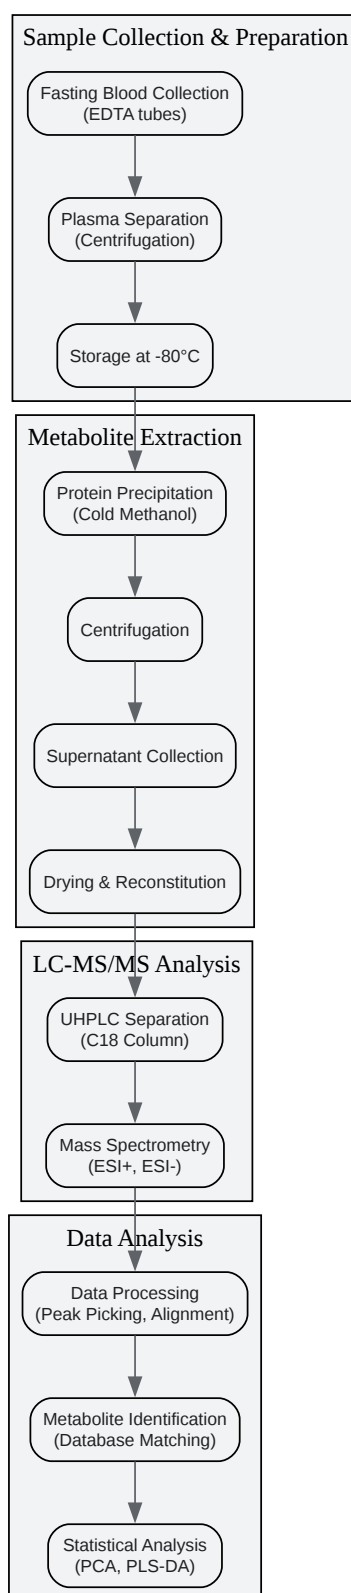 Sample Collection & Preparation
Fasting Blood Collection
(EDTA tubes)
Plasma Separation
(Centrifugation)
Storage at -80°C
Metabolite Extraction
Protein Precipitation
(Cold Methanol)
Centrifugation
Supernatant Collection
Drying & Reconstitution
LC-MS/MS Analysis
UHPLC Separation
(C18 Column)
Mass Spectrometry
(ESI+, ESI-)
Data Analysis
Data Processing
(Peak Picking, Alignment)
Metabolite Identification
(Database Matching)
Statistical Analysis
(PCA, PLS-DA)